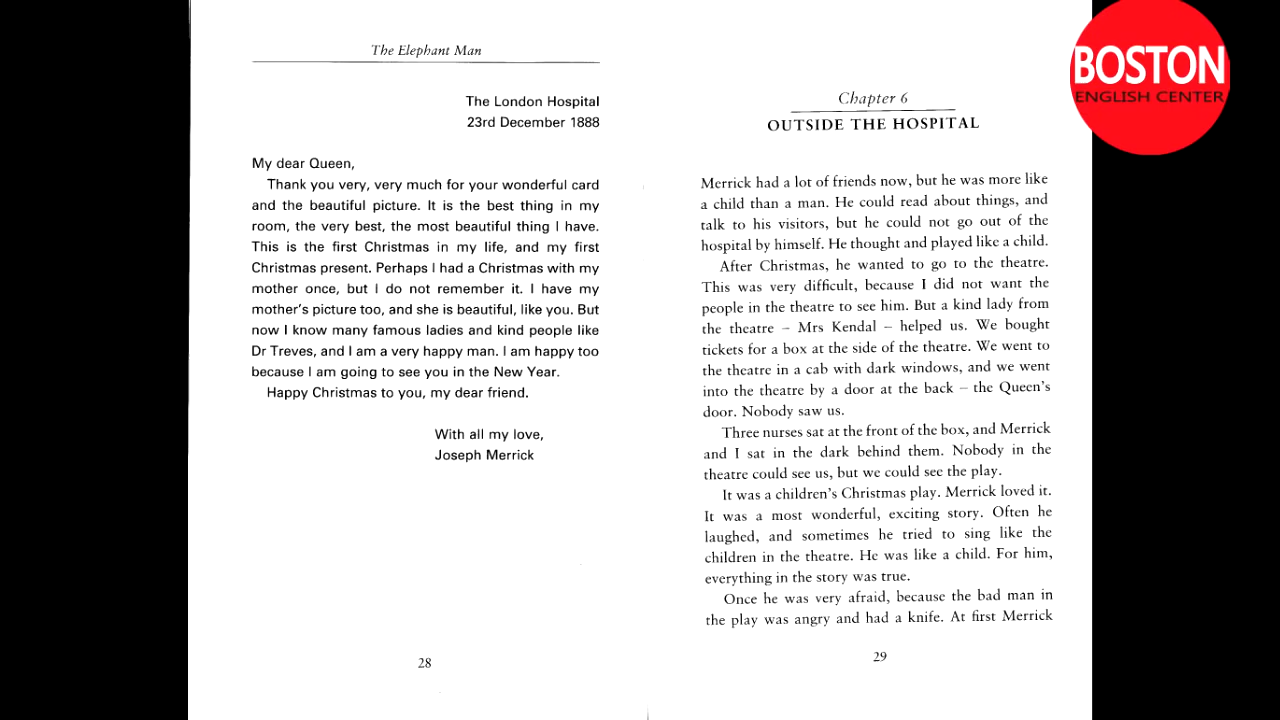 The Elephant Man
The London Hospital
23rd December 1888
My dear Queen,
Thank you very, very much for your wonderful card
and the beautiful picture. It is the best thing in my
room, the very best, the most beautiful thing I have.
This is the first Christmas in my life, and my first
Christmas present. Perhaps I had a Christmas with my
mother once, but I do not remember it. I have my
mother's picture too, and she is beautiful, like you. But
now I know many famous ladies and kind people like
Dr Treves, and I am a very happy man. I am happy too
because I am going to see you in the New Year.
Happy Christmas to you, my dear friend.
With all my love,
Joseph Merrick
28
Chapter 6
OUTSIDE THE HOSPITAL
Merrick had a lot of friends now, but he was more like
a child than a man. He could read about things, and
talk to his visitors, but he could not go out of the
hospital by himself. He thought and played like a child.
After Christmas, he wanted to go to the theatre.
This was very difficult, because I did not want the
people in the theatre to see him. But a kind lady from
the theatre – Mrs Kendal – helped us. We bought
tickets for a box at the side of the theatre. We went to
the theatre in a cab with dark windows, and we went
into the theatre by a door at the back – the Queen's
door. Nobody saw us.
Three nurses sat at the front of the box, and Merrick
and I sat in the dark behind them. Nobody in the
theatre could see us, but we could see the play.
It was a children's Christmas play. Merrick loved it.
It was a most wonderful, exciting story. Often he
laughed, and sometimes he tried to sing like the
children in the theatre. He was like a child. For him,
everything in the story was true.
Once he was very afraid, because the bad man in
the play was angry and had a knife. At first Merrick
29
BOSTON
ENGLISH CENTER